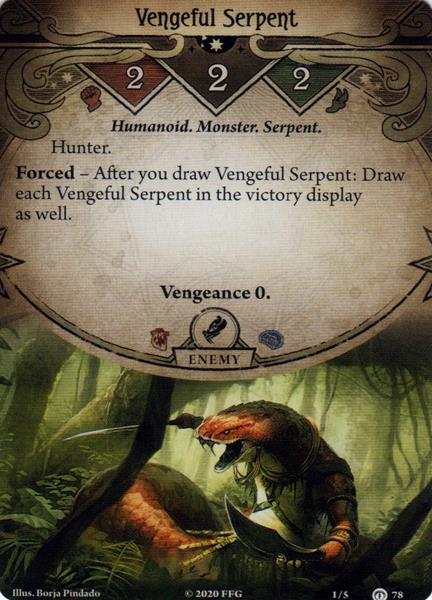 Vengeful Serpent
2 2 2
Humanoid. Monster. Serpent.
Hunter.
Forced – After you draw Vengeful Serpent: Draw
each Vengeful Serpent in the victory display
as well.
Vengeance 0.
ENEMY
Illus. Borja Pindado © 2020 FFG 1/5 78